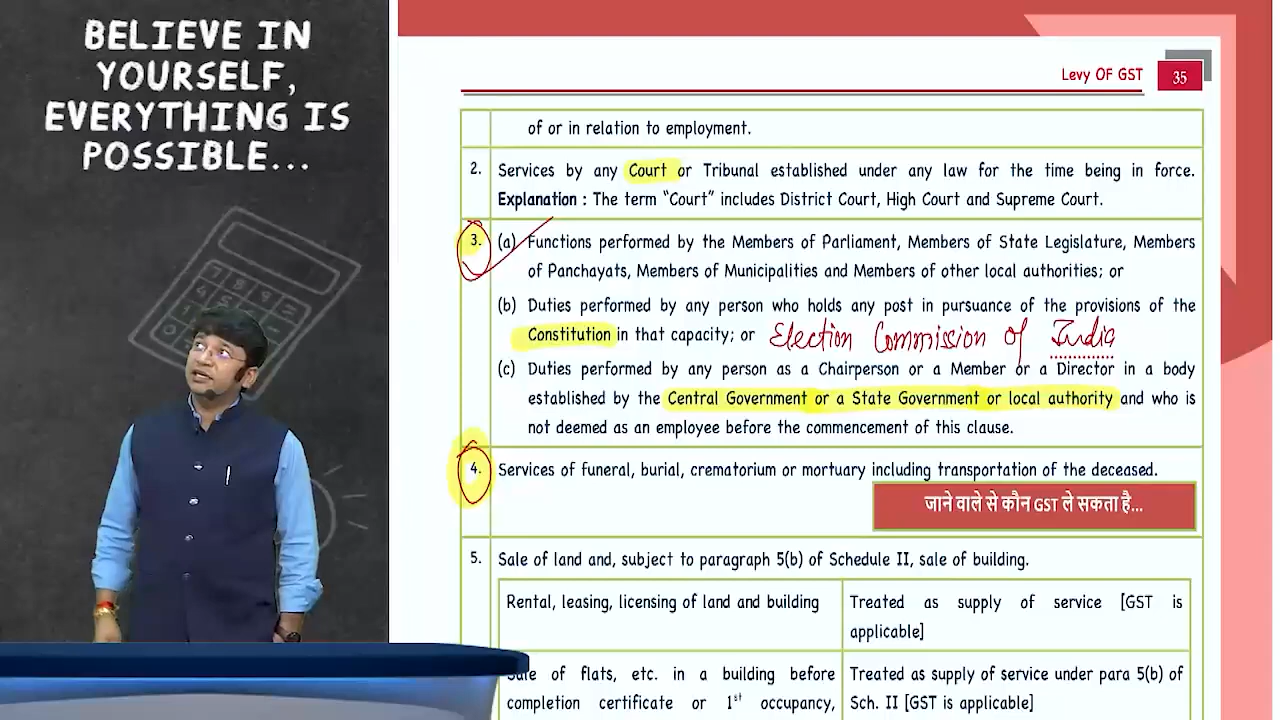 BELIEVE IN
YOURSELF,
EVERYTHING IS
POSSIBLE...
Levy OF GST 35
of or in relation to employment.
2. Services by any Court or Tribunal established under any law for the time being in force.
Explanation : The term "Court" includes District Court, High Court and Supreme Court.
3. (a) Functions performed by the Members of Parliament, Members of State Legislature, Members
of Panchayats, Members of Municipalities and Members of other local authorities; or
(b) Duties performed by any person who holds any post in pursuance of the provisions of the
Constitution in that capacity; or Election Commission of India
(c) Duties performed by any person as a Chairperson or a Member or a Director in a body
established by the Central Government or a State Government or local authority and who is
not deemed as an employee before the commencement of this clause.
4. Services of funeral, burial, crematorium or mortuary including transportation of the deceased.
जाने वाले से कौन GST ले सकता है...
5. Sale of land and, subject to paragraph 5(b) of Schedule II, sale of building.
Rental, leasing, licensing of land and building
Treated as supply of service [GST is
applicable]
of flats, etc. in a building before
completion certificate or 1st occupancy,
Treated as supply of service under para 5(b) of
Sch. II [GST is applicable]